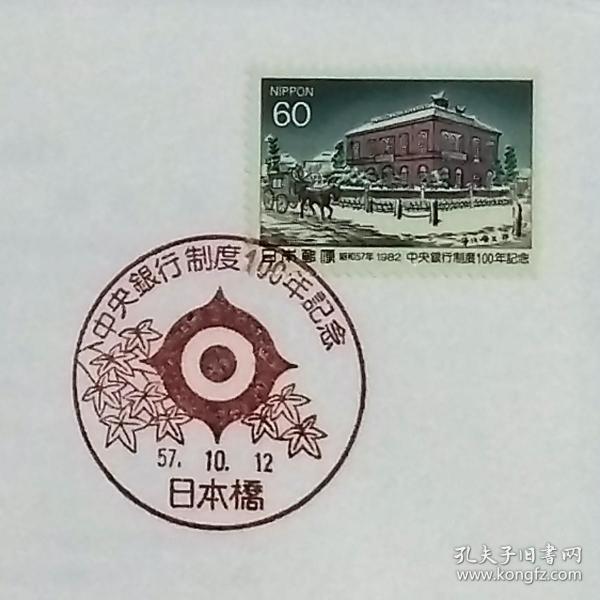 NIPPON
60
日本郵便 昭和57年 1982 中央銀行制度100年記念
中央銀行制度100年記念
57. 10. 12
日本橋
孔夫子旧书网
www.kongfz.com